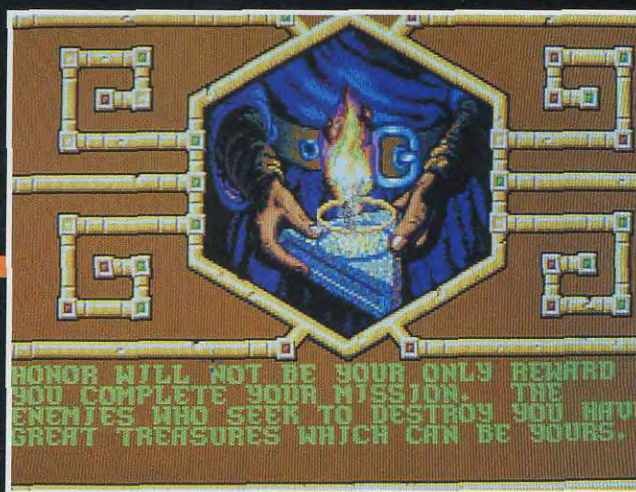 HONOR WILL NOT BE YOUR ONLY REWARD
YOU COMPLETE YOUR MISSION. THE
ENEMIES WHO SEEK TO DESTROY YOU HAVE
GREAT TREASURES WHICH CAN BE YOURS.